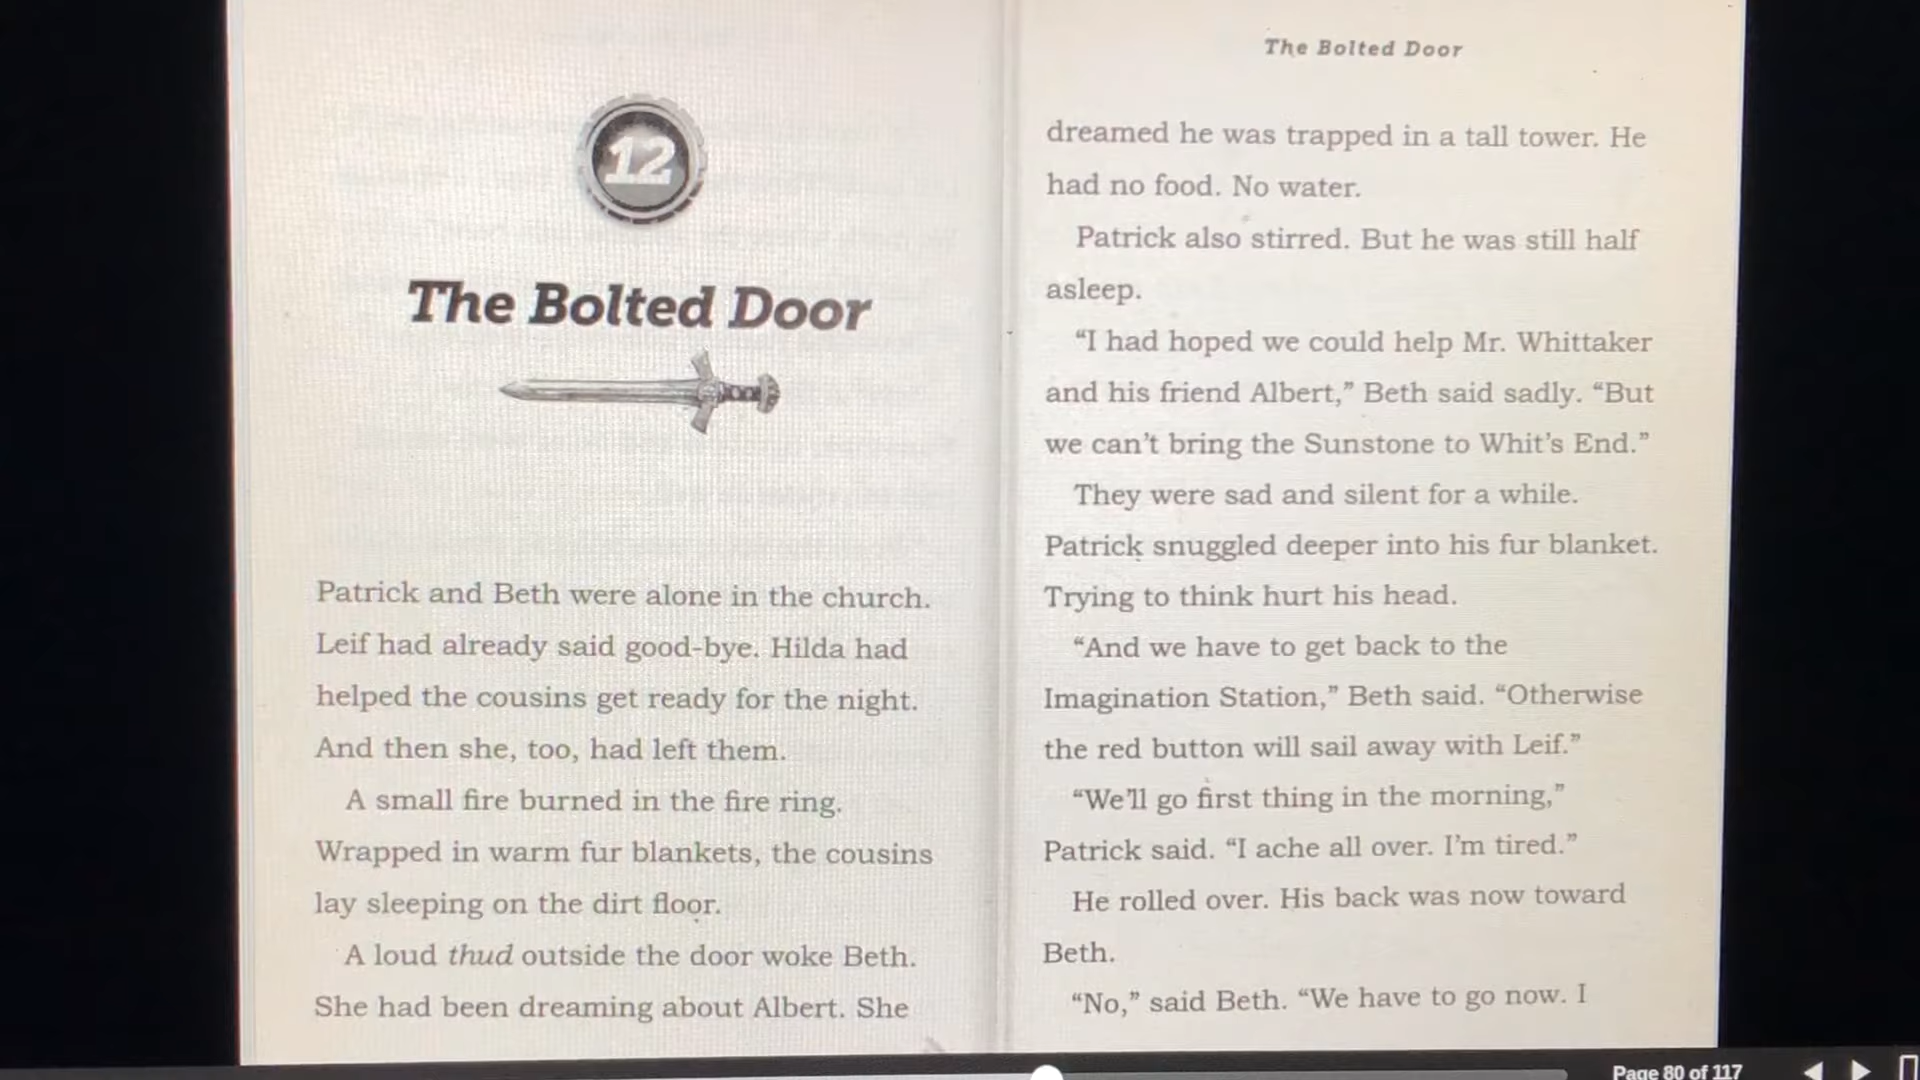 12
The Bolted Door
Patrick and Beth were alone in the church.
Leif had already said good-bye. Hilda had
helped the cousins get ready for the night.
And then she, too, had left them.
A small fire burned in the fire ring.
Wrapped in warm fur blankets, the cousins
lay sleeping on the dirt floor.
A loud thud outside the door woke Beth.
She had been dreaming about Albert. She
The Bolted Door
dreamed he was trapped in a tall tower. He
had no food. No water.
Patrick also stirred. But he was still half
asleep.
“I had hoped we could help Mr. Whittaker
and his friend Albert,” Beth said sadly. “But
we can’t bring the Sunstone to Whit’s End.”
They were sad and silent for a while.
Patrick snuggled deeper into his fur blanket.
Trying to think hurt his head.
“And we have to get back to the
Imagination Station,” Beth said. “Otherwise
the red button will sail away with Leif.”
“We’ll go first thing in the morning,”
Patrick said. “I ache all over. I’m tired.”
He rolled over. His back was now toward
Beth.
“No,” said Beth. “We have to go now. I
Page 80 of 117